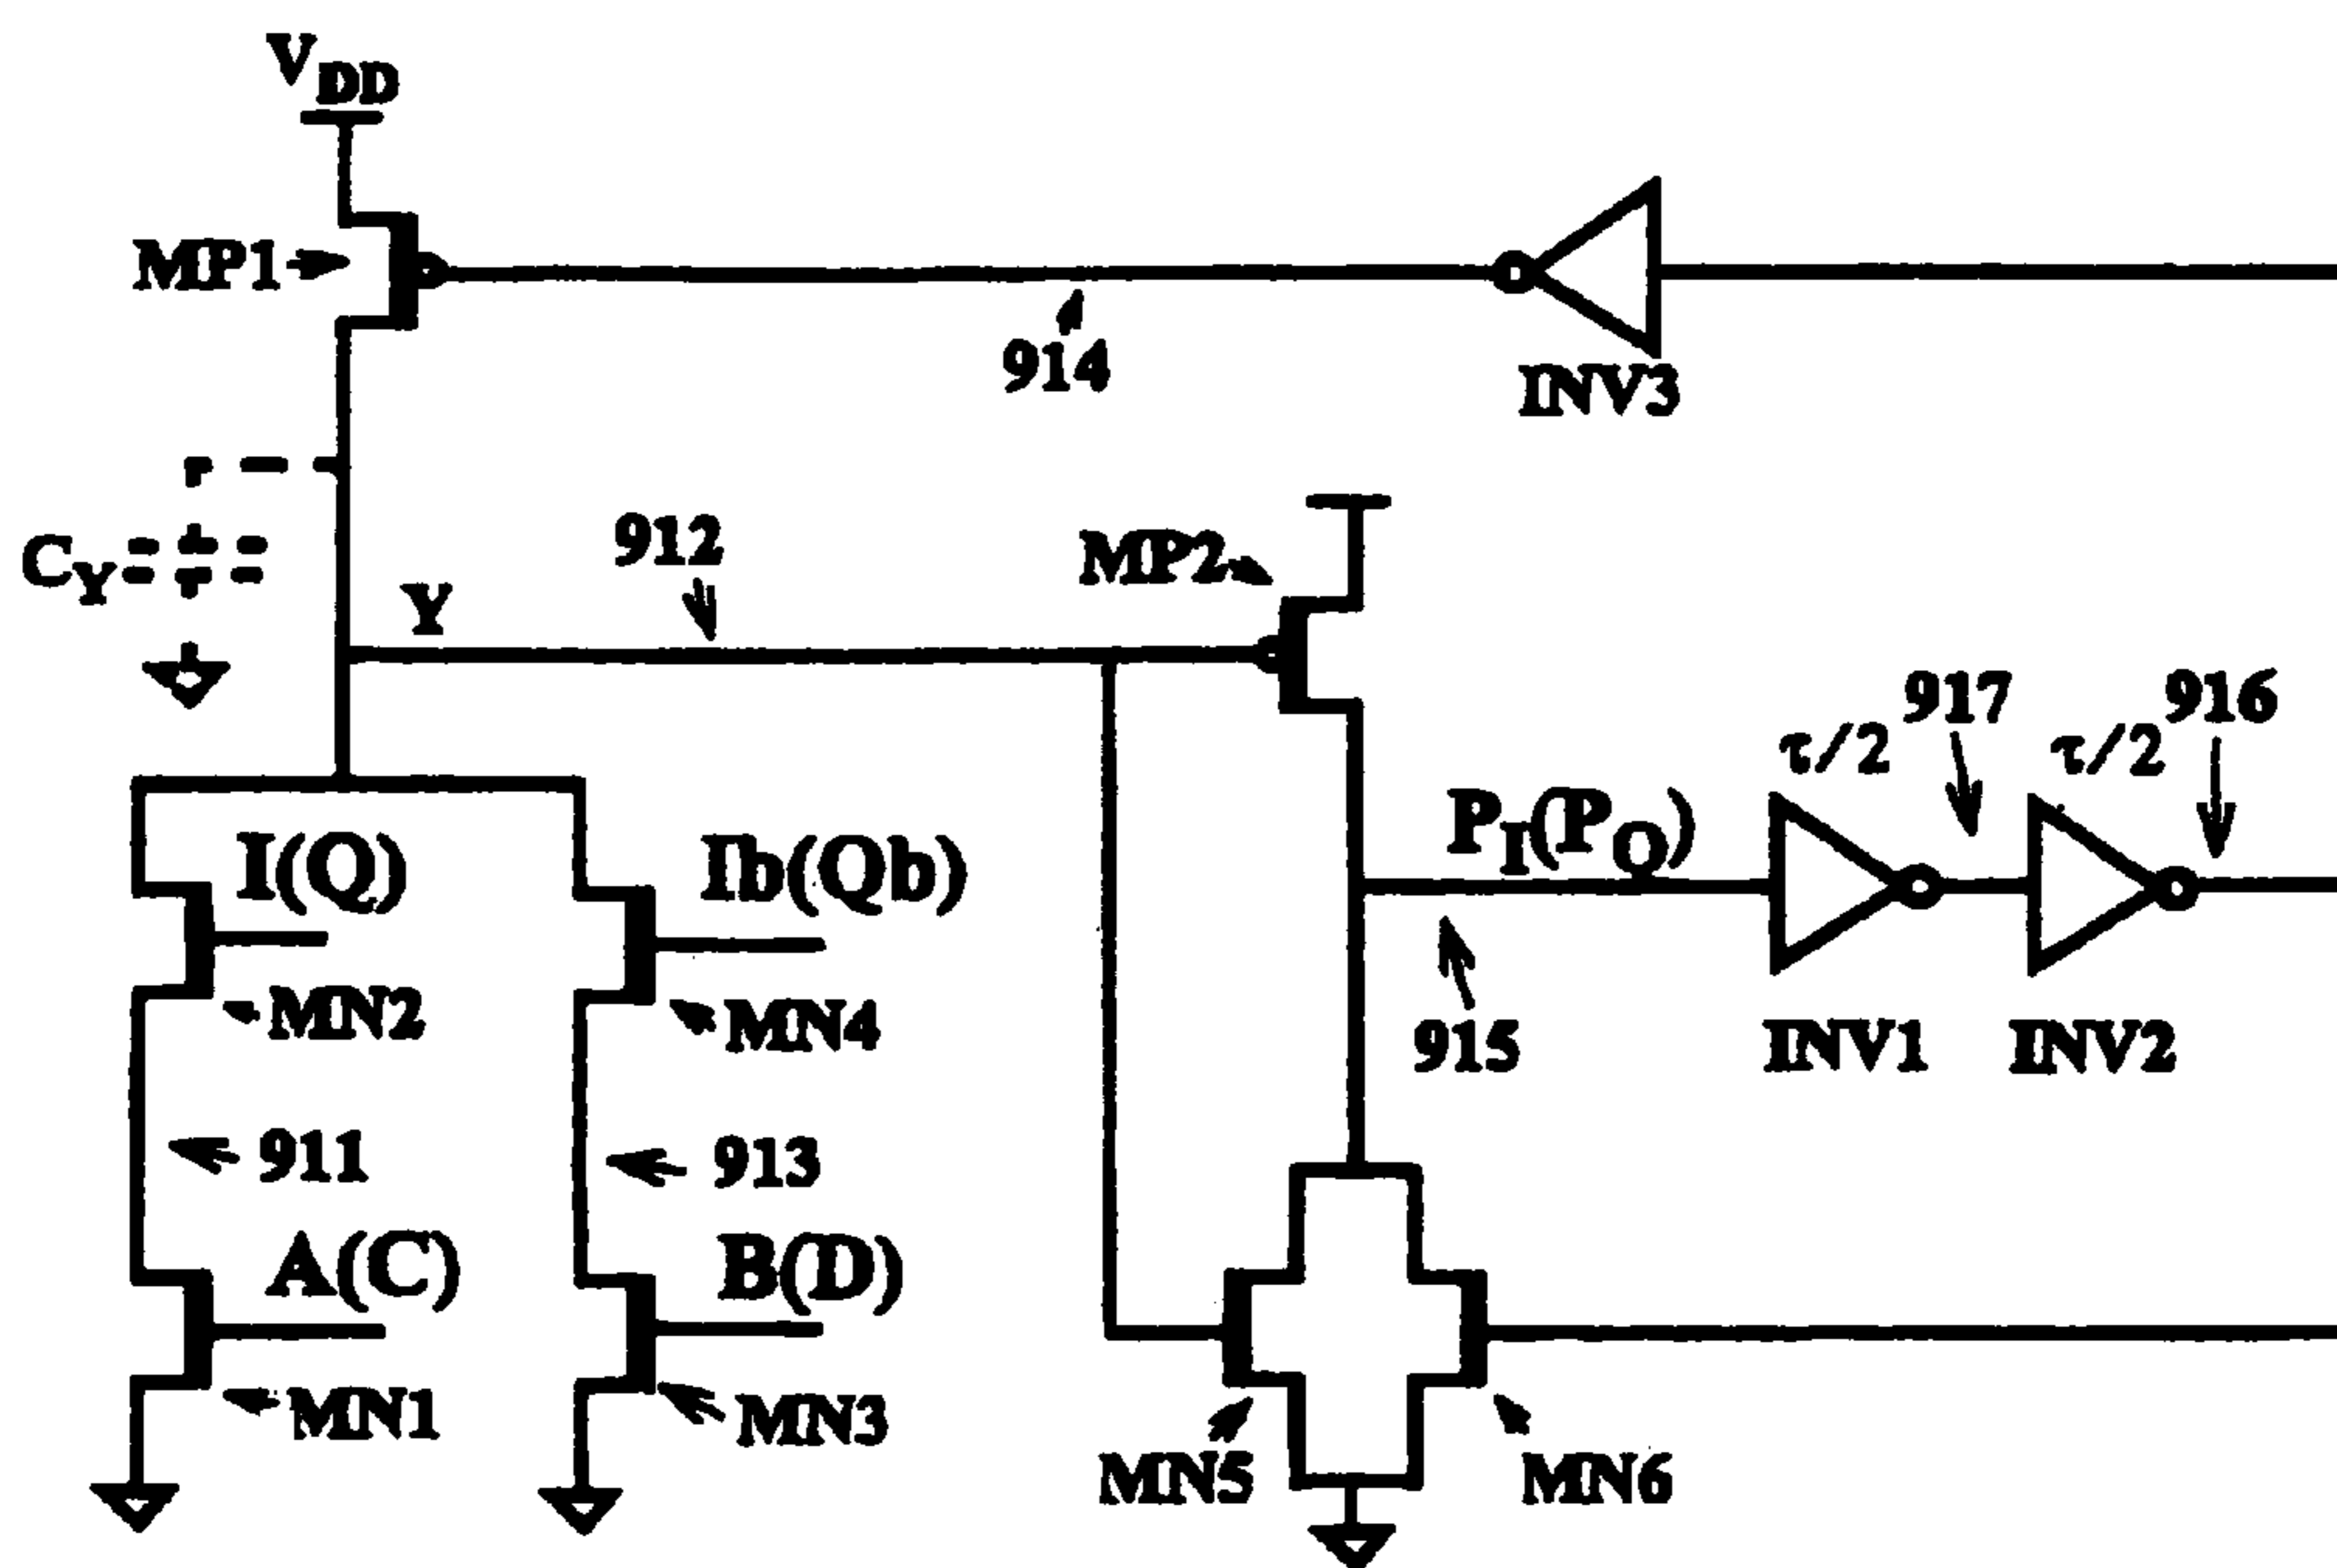 VDD
MP1
914
INV3
CY
912
Y
MP2
τ/2
917
τ/2
916
PI(PQ)
I(Q)
Ib(Qb)
MN2
MN4
915
INV1
INV2
911
913
A(C)
B(D)
MN1
MN3
MN5
MN6